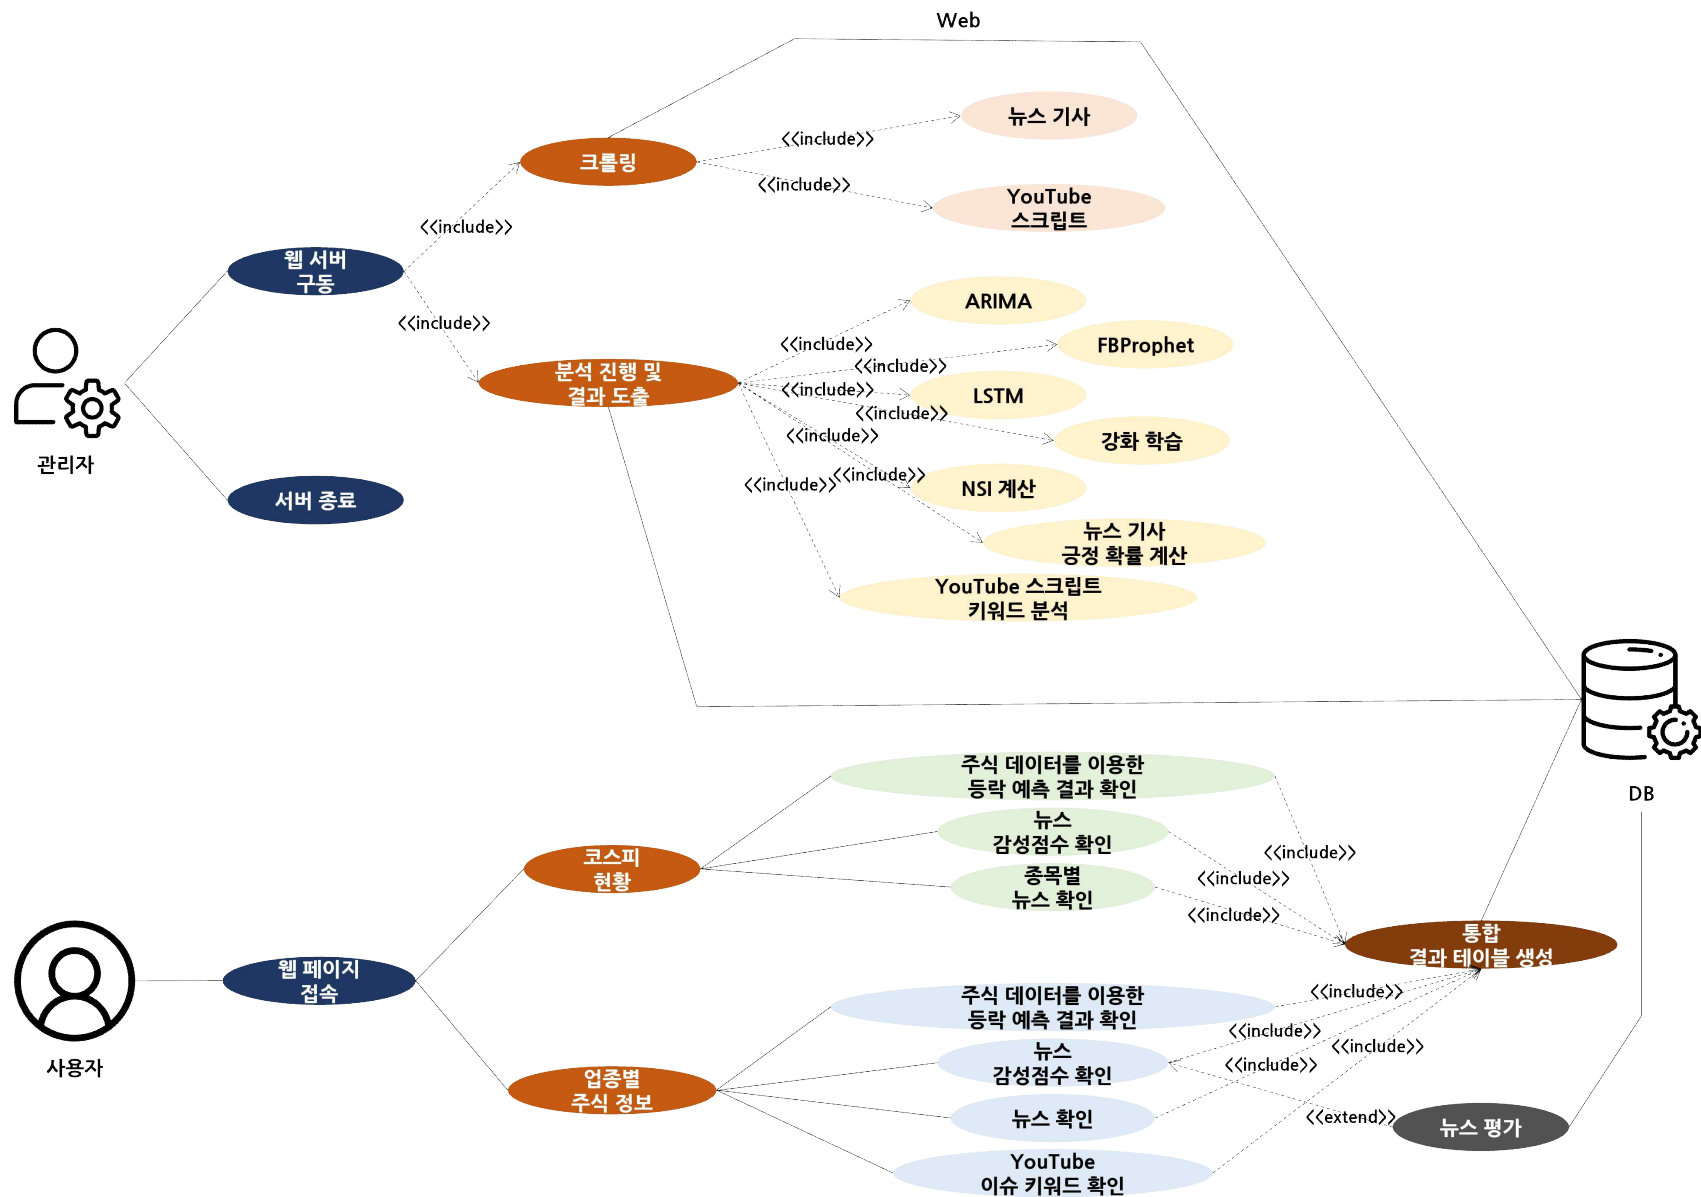 Web
뉴스 기사
<<include>>
크롤링
<<include>>
YouTube
스크립트
<<include>>
웹 서버
구동
ARIMA
<<include>>
<<include>>
FBProphet
<<include>>
분석 진행 및
결과 도출
<<include>>
LSTM
<<include>>
강화 학습
<<include>>
관리자
<<include>>
<<include>>
NSI 계산
서버 종료
뉴스 기사
긍정 확률 계산
YouTube 스크립트
키워드 분석
주식 데이터를 이용한
등락 예측 결과 확인
DB
뉴스
감성점수 확인
<<include>>
코스피
현황
종목별
뉴스 확인
<<include>>
<<include>>
통합
결과 테이블 생성
웹 페이지
접속
주식 데이터를 이용한
등락 예측 결과 확인
<<include>>
<<include>>
뉴스
감성점수 확인
<<include>>
<<include>>
사용자
업종별
주식 정보
뉴스 확인
<<extend>>
뉴스 평가
YouTube
이슈 키워드 확인